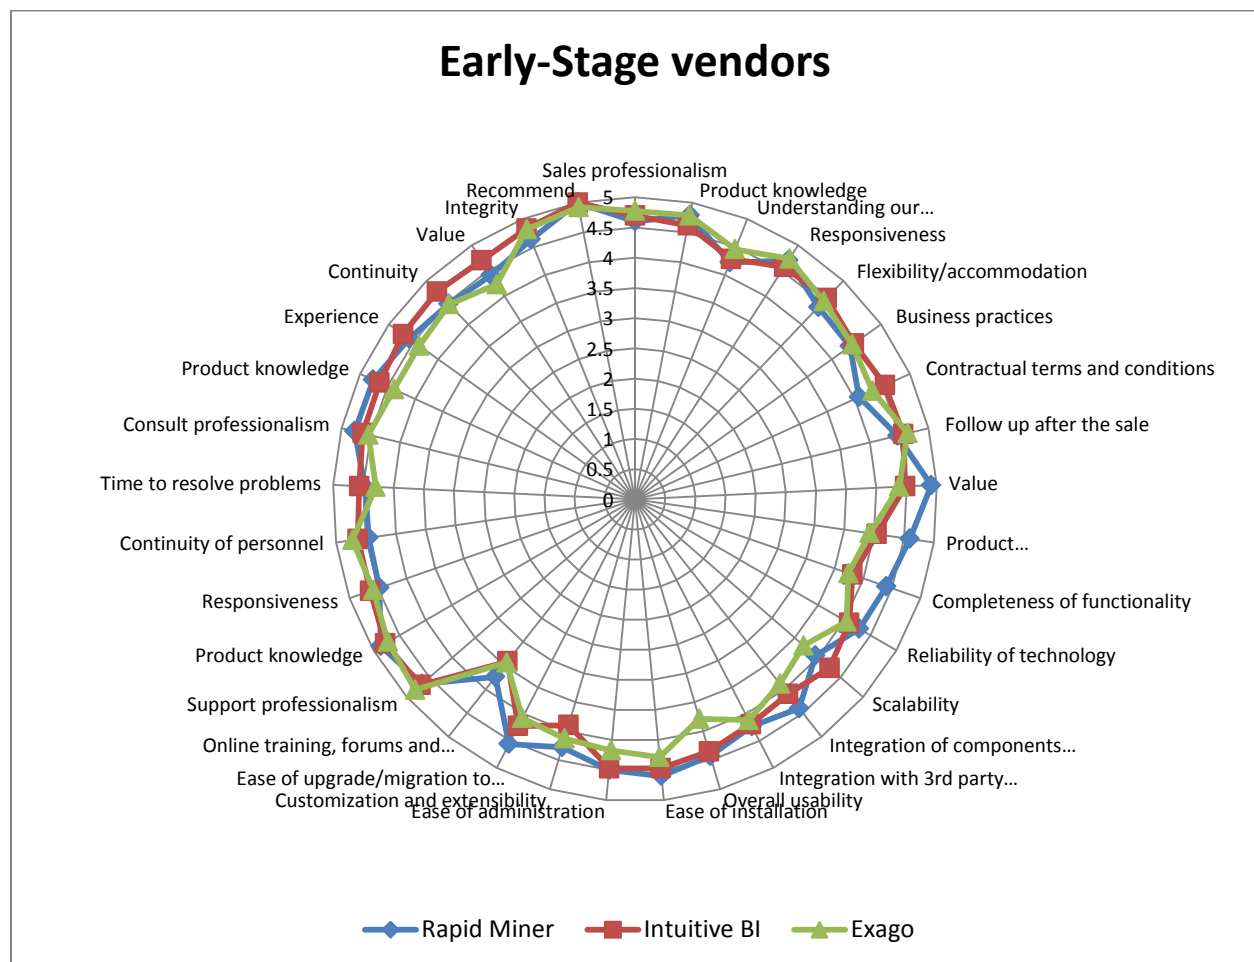 Early-Stage vendors
Sales professionalism
Product knowledge
Understanding our...
Responsiveness
Flexibility/accommodation
Business practices
Contractual terms and conditions
Follow up after the sale
Value
Product...
Completeness of functionality
Reliability of technology
Scalability
Integration of components...
Integration with 3rd party...
Overall usability
Ease of installation
Ease of administration
Customization and extensibility
Ease of upgrade/migration to...
Online training, forums and...
Support professionalism
Product knowledge
Responsiveness
Continuity of personnel
Time to resolve problems
Consult professionalism
Product knowledge
Experience
Continuity
Value
Integrity
Recommend
5
4.5
4
3.5
3
2.5
2
1.5
1
0.5
0
Rapid Miner Intuitive BI Exago